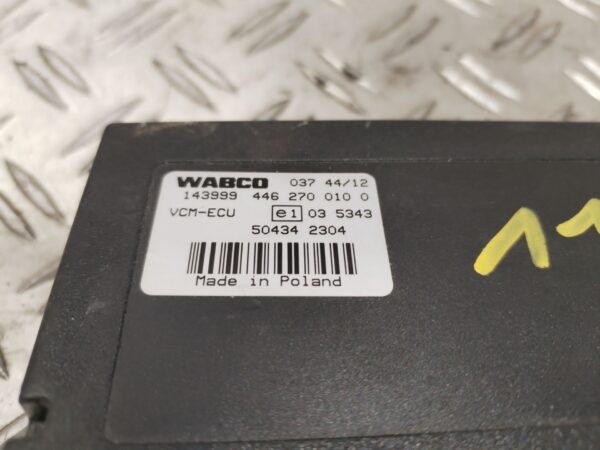 WABCO 037 44/12
143999 446 270 010 0
VCM-ECU e1 03 5343
50434 2304
Made in Poland
11